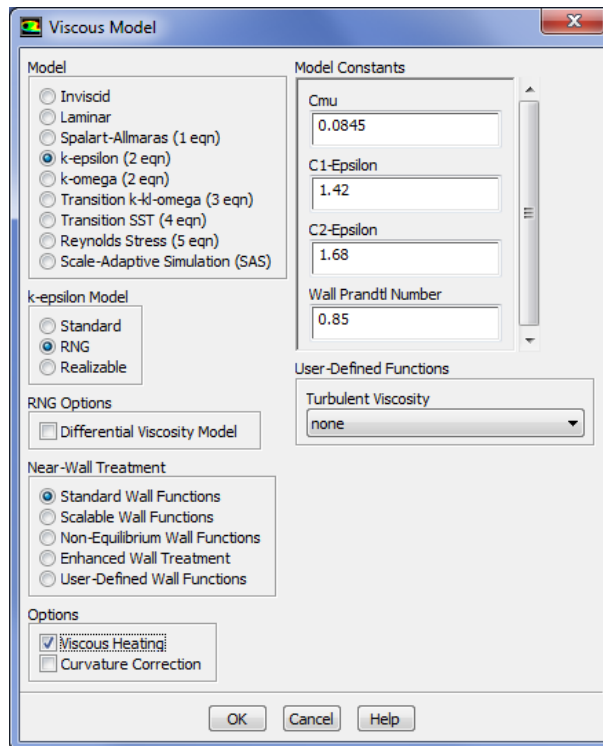 Viscous Model
Model
Inviscid
Laminar
Spalart-Allmaras (1 eqn)
k-epsilon (2 eqn)
k-omega (2 eqn)
Transition k-kl-omega (3 eqn)
Transition SST (4 eqn)
Reynolds Stress (5 eqn)
Scale-Adaptive Simulation (SAS)
k-epsilon Model
Standard
RNG
Realizable
RNG Options
Differential Viscosity Model
Near-Wall Treatment
Standard Wall Functions
Scalable Wall Functions
Non-Equilibrium Wall Functions
Enhanced Wall Treatment
User-Defined Wall Functions
Options
Viscous Heating
Curvature Correction
Model Constants
Cmu
0.0845
C1-Epsilon
1.42
C2-Epsilon
1.68
Wall Prandtl Number
0.85
User-Defined Functions
Turbulent Viscosity
none
OK
Cancel
Help